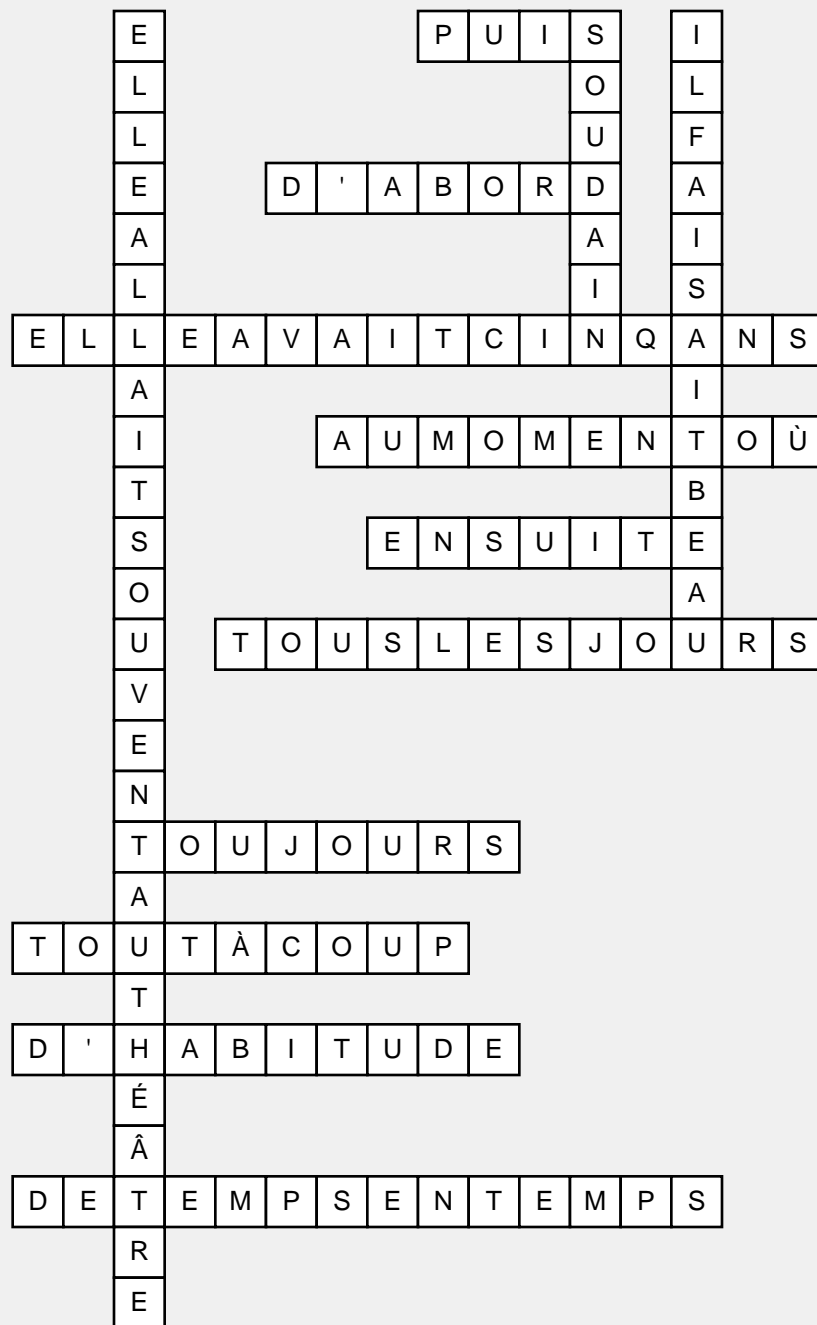 ELLEALLAITSOUVENTAUTHÉÂTRE
PUIS
SOUDAIN
ILFAISAITBEAU
D'ABORD
ELLEAVAITCINQANS
AUMOMENTOÙ
ENSUITE
TOUSLESJOURS
TOUJOURS
TOUTÀCOUP
D'HABITUDE
DETEMPSENTEMPS